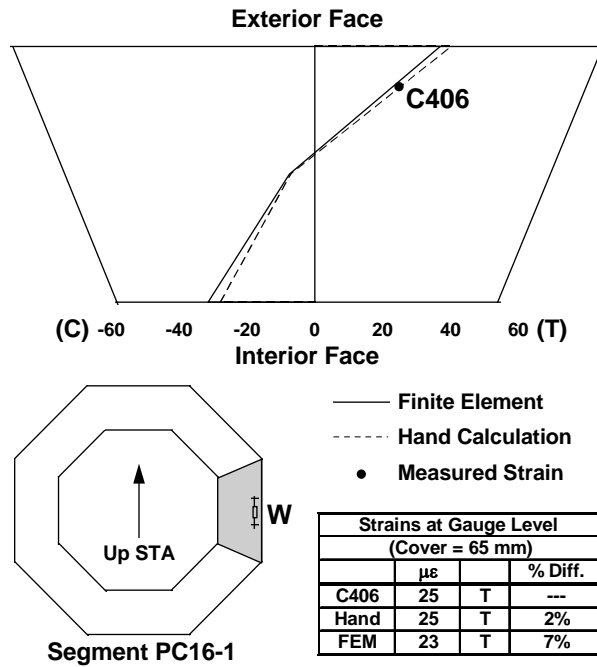 Exterior Face
C406
(C) -60 -40 -20 0 20 40 60 (T)
Interior Face
Up STA
W
Segment PC16-1
Finite Element
Hand Calculation
Measured Strain
Strains at Gauge Level
(Cover = 65 mm)
με % Diff.
C406 25 T ---
Hand 25 T 2%
FEM 23 T 7%